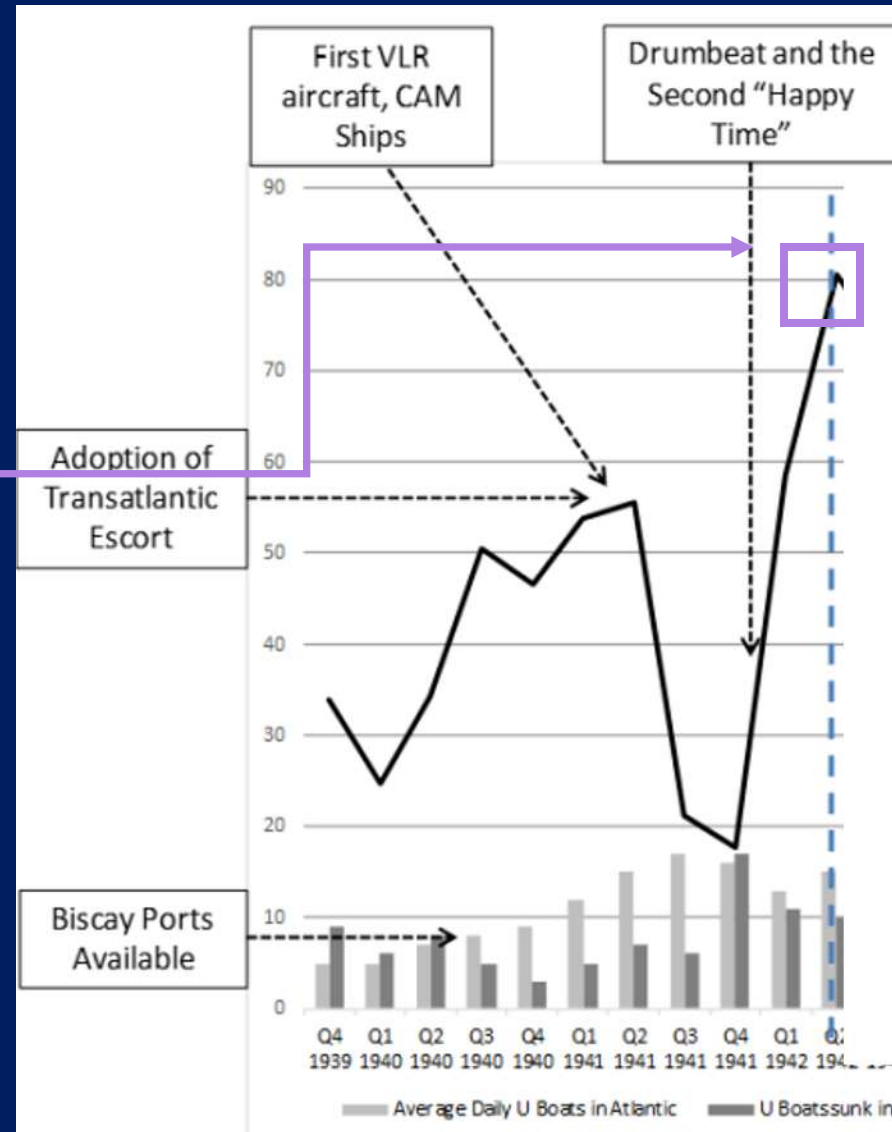 First VLR
aircraft, CAM
Ships
Drumbeat and the
Second “Happy
Time”
90
80
70
Adoption of
Transatlantic
Escort
60
50
40
30
20
Biscay Ports
Available
10
0
Q4 Q1 Q2 Q3 Q4 Q1 Q2 Q3 Q4 Q1 Q2
1939 1940 1940 1940 1940 1941 1941 1941 1941 1942
Average Daily U Boats in Atlantic U Boats sunk in